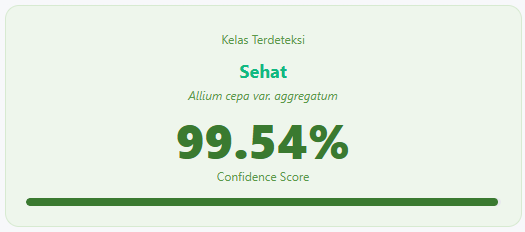 Kelas Terdeteksi
Sehat
Allium cepa var. aggregatum
99.54%
Confidence Score